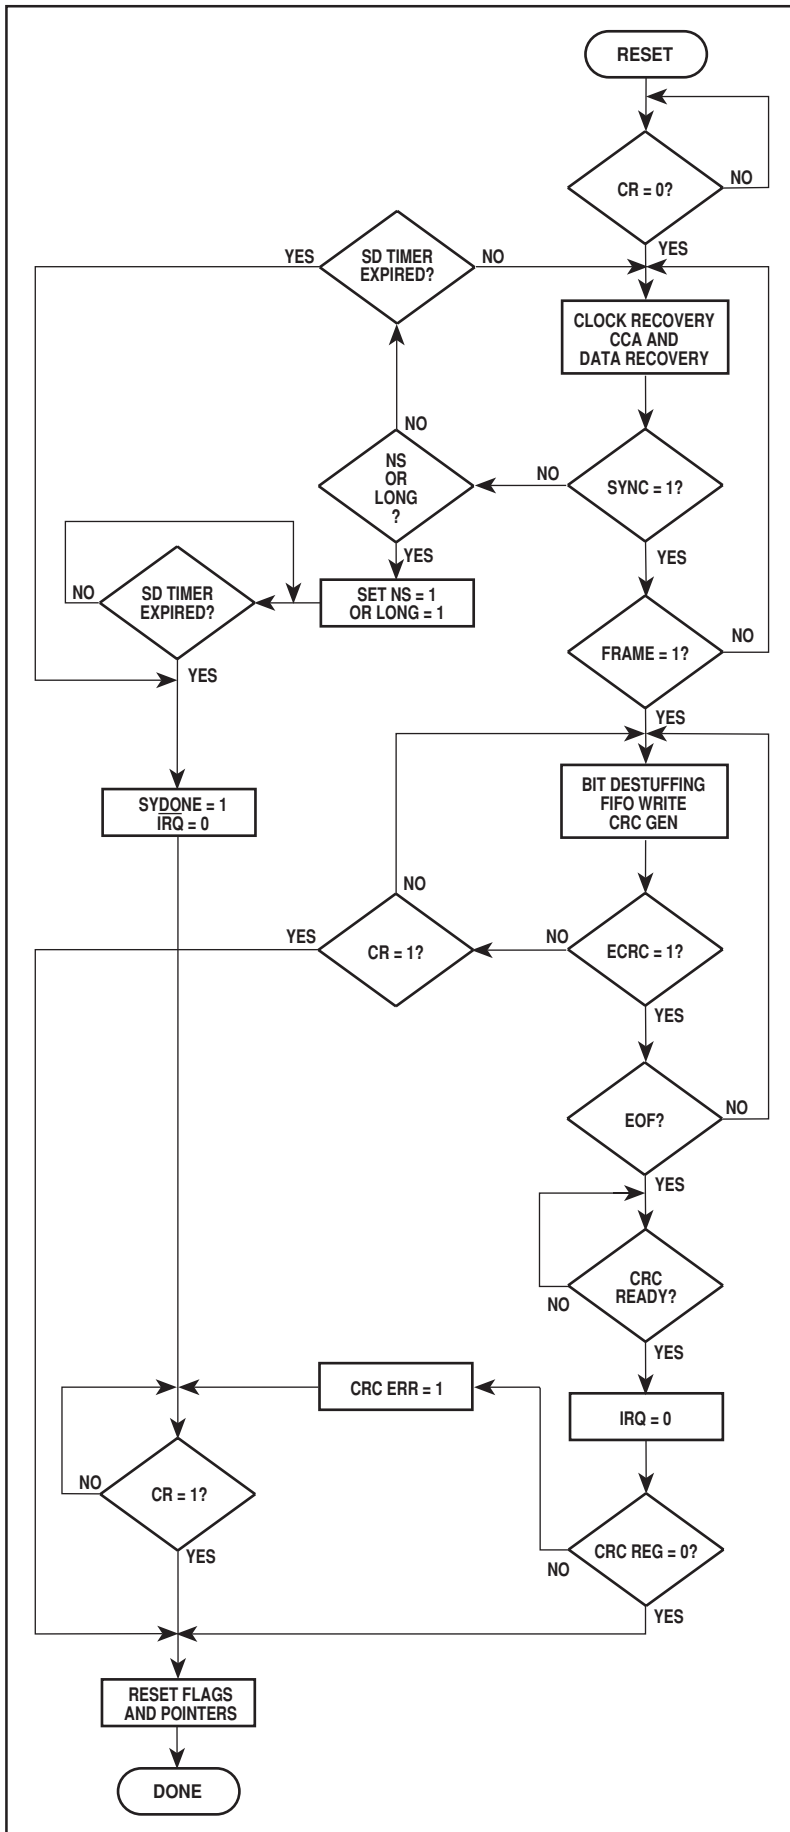 RESET
CR = 0?
NO
YES
YES
SD TIMER
EXPIRED?
NO
CLOCK RECOVERY
CCA AND
DATA RECOVERY
NO
NS
OR
LONG
?
NO
SYNC = 1?
YES
YES
NO
SD TIMER
EXPIRED?
SET NS = 1
OR LONG = 1
FRAME = 1?
NO
YES
YES
SYDONE = 1
IRQ = 0
BIT DESTUFFING
FIFO WRITE
CRC GEN
NO
YES
CR = 1?
NO
ECRC = 1?
YES
EOF?
NO
YES
CRC
READY?
NO
YES
CRC ERR = 1
IRQ = 0
NO
CR = 1?
YES
CRC REG = 0?
NO
YES
RESET FLAGS
AND POINTERS
DONE